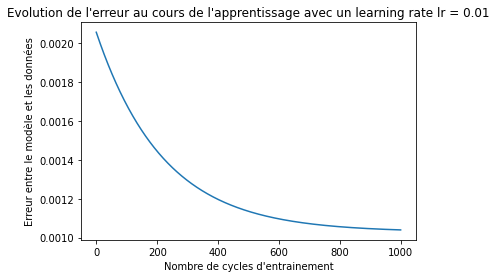 Evolution de l'erreur au cours de l'apprentissage avec un learning rate lr = 0.01
Erreur entre le modèle et les données
0.0020
0.0018
0.0016
0.0014
0.0012
0.0010
0 200 400 600 800 1000
Nombre de cycles d'entrainement